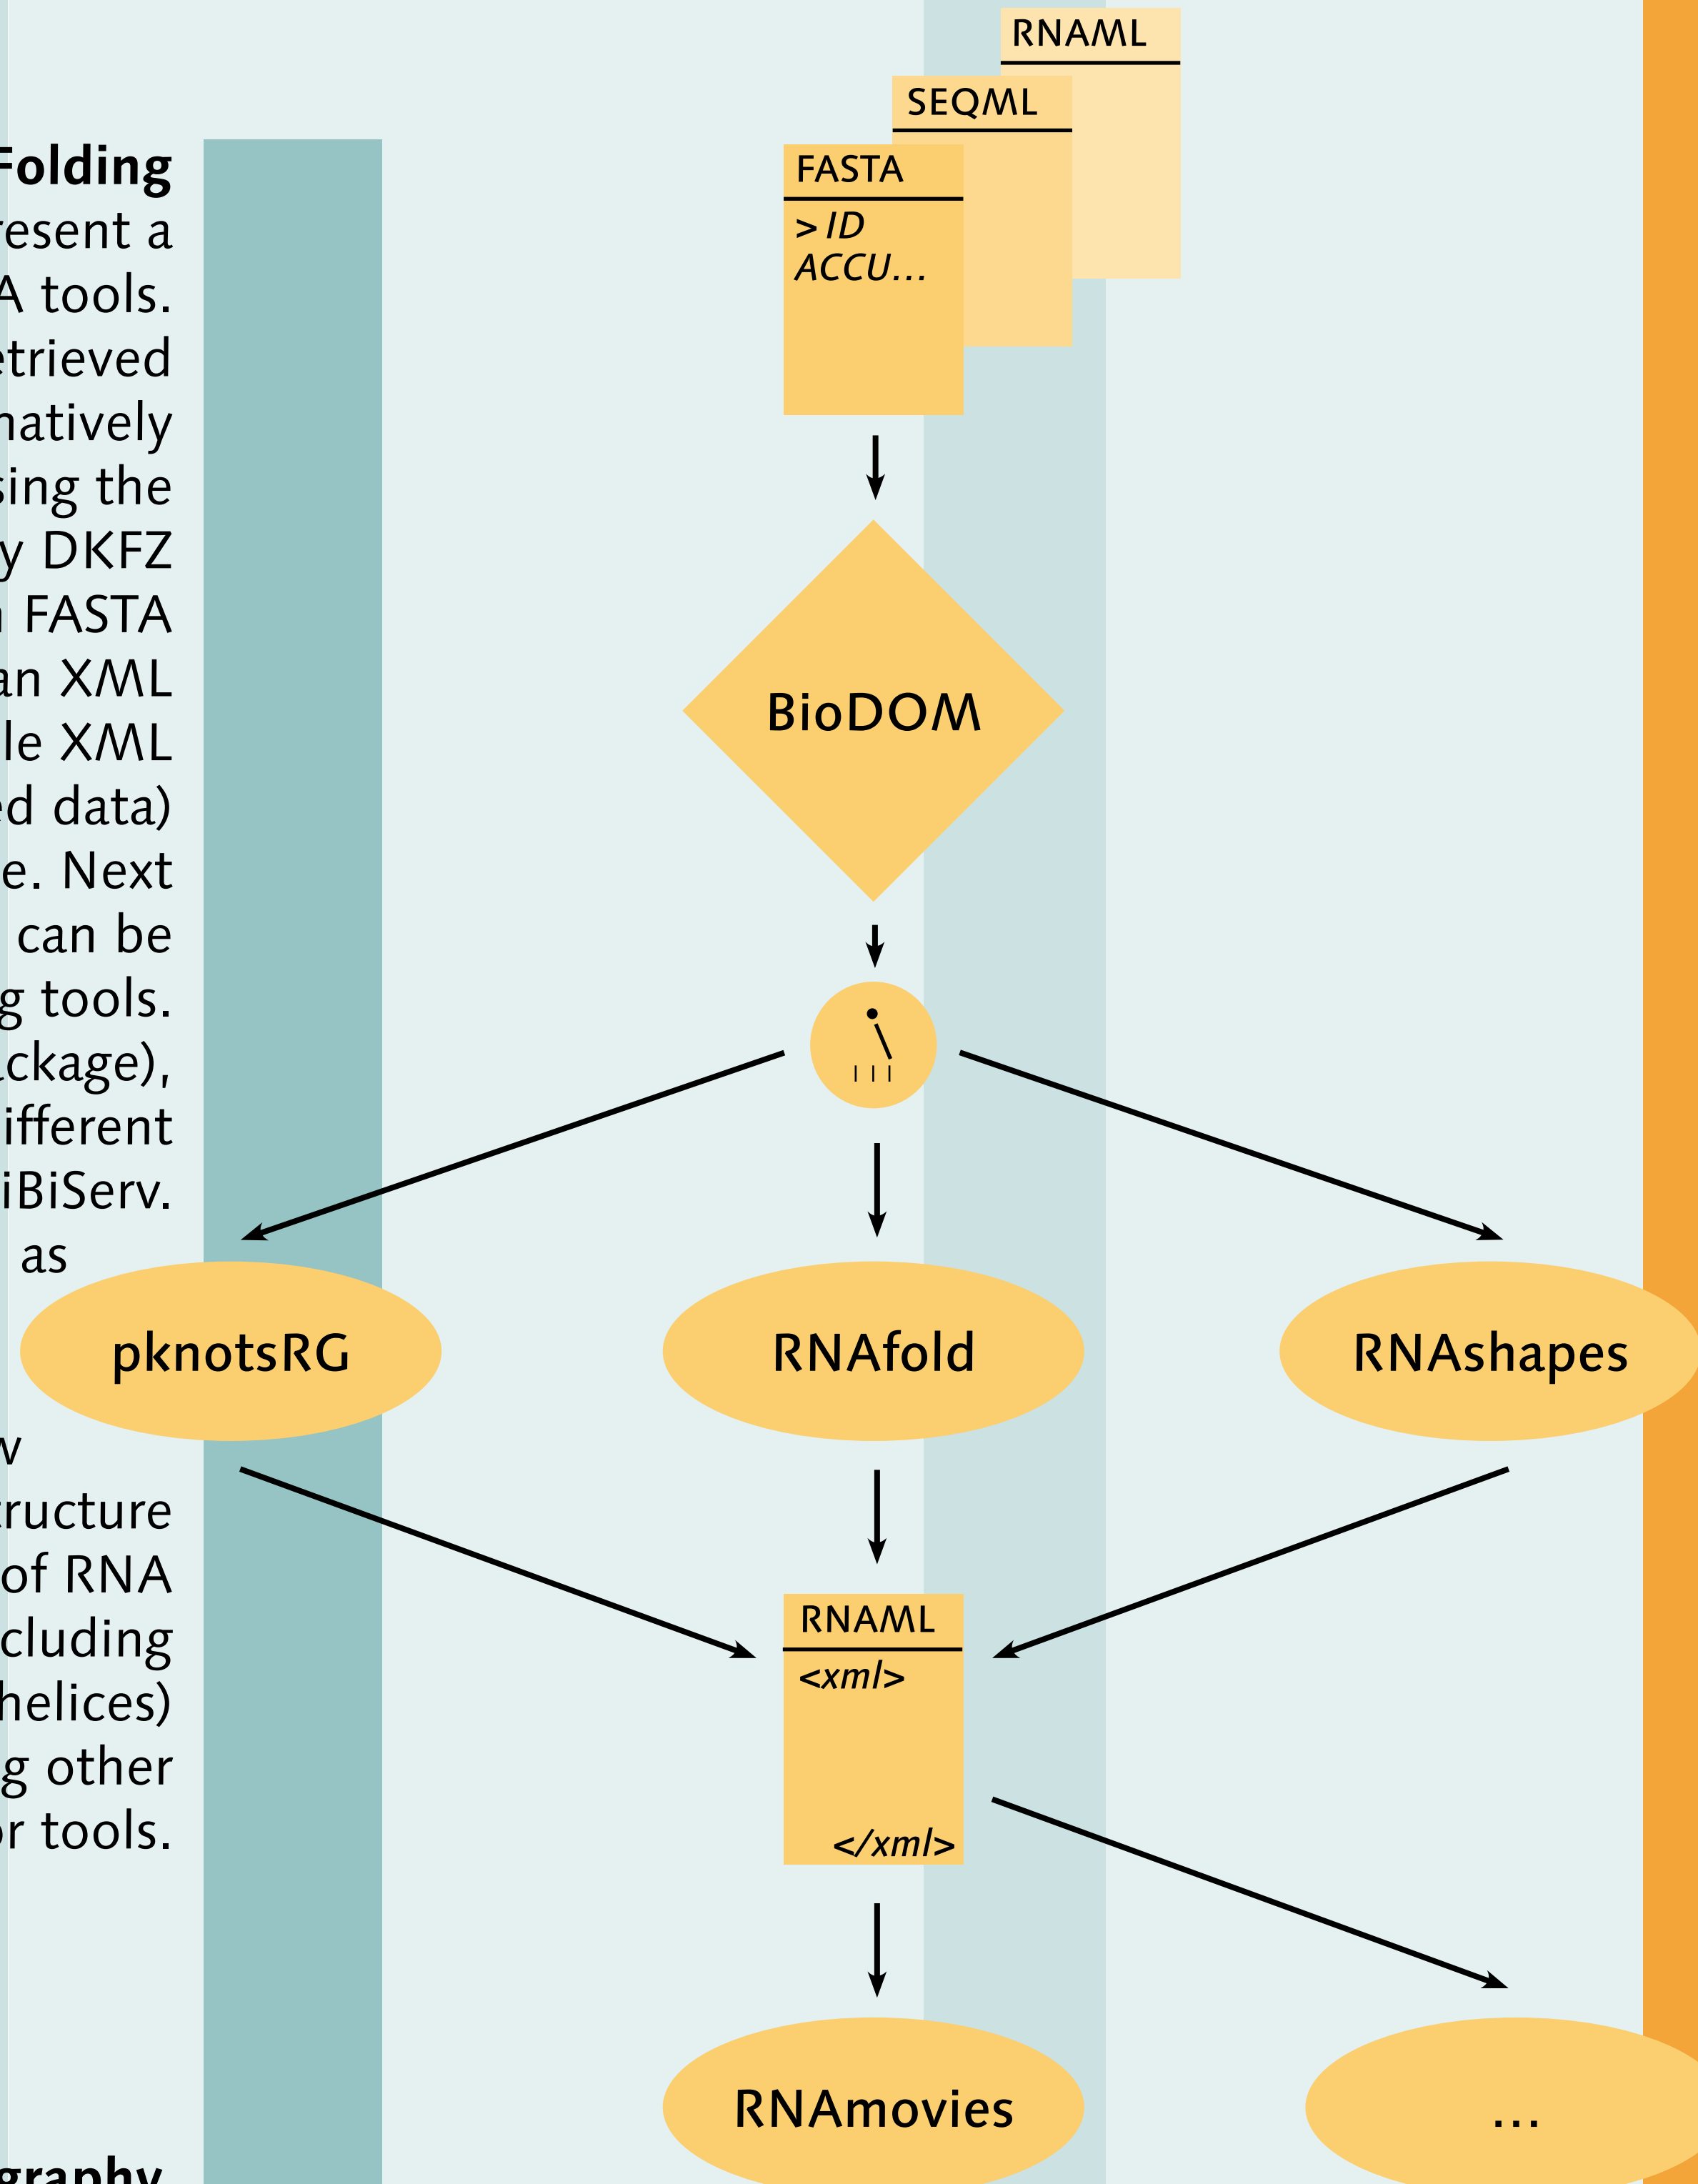 Folding
resent a
A tools.
etrieved
natively
sing the
y DKFZ
FASTA
an XML
le XML
ed data)
e. Next
can be
g tools.
ckage),
ifferent
iBiServ.
as
w
ructure
of RNA
cluding
helices)
g other
or tools.
graphy
RNAML
SEQML
FASTA
> ID
ACCU...
BioDOM
pknotsRG
RNAfold
RNAshapes
RNAML
<xml>
</xml>
RNAmovies
...